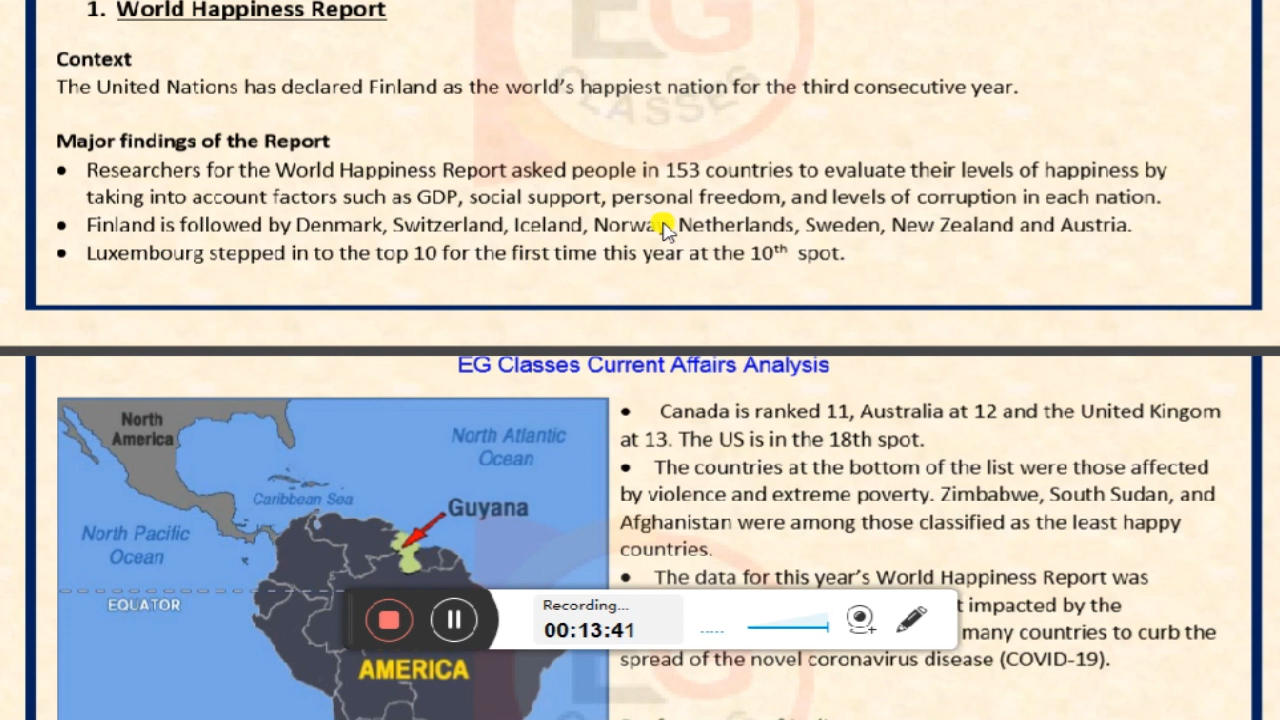 1. World Happiness Report
Context
The United Nations has declared Finland as the world's happiest nation for the third consecutive year.
Major findings of the Report
• Researchers for the World Happiness Report asked people in 153 countries to evaluate their levels of happiness by
taking into account factors such as GDP, social support, personal freedom, and levels of corruption in each nation.
• Finland is followed by Denmark, Switzerland, Iceland, Norway, Netherlands, Sweden, New Zealand and Austria.
• Luxembourg stepped in to the top 10 for the first time this year at the 10th spot.
EG
CLASSES
EG Classes Current Affairs Analysis
North
America
North Atlantic
Ocean
Caribbean Sea
Guyana
North Pacific
Ocean
EQUATOR
AMERICA
• Canada is ranked 11, Australia at 12 and the United Kingom
at 13. The US is in the 18th spot.
• The countries at the bottom of the list were those affected
by violence and extreme poverty. Zimbabwe, South Sudan, and
Afghanistan were among those classified as the least happy
countries.
• The data for this year's World Happiness Report was
impacted by the
many countries to curb the
spread of the novel coronavirus disease (COVID-19).
Recording...
00:13:41